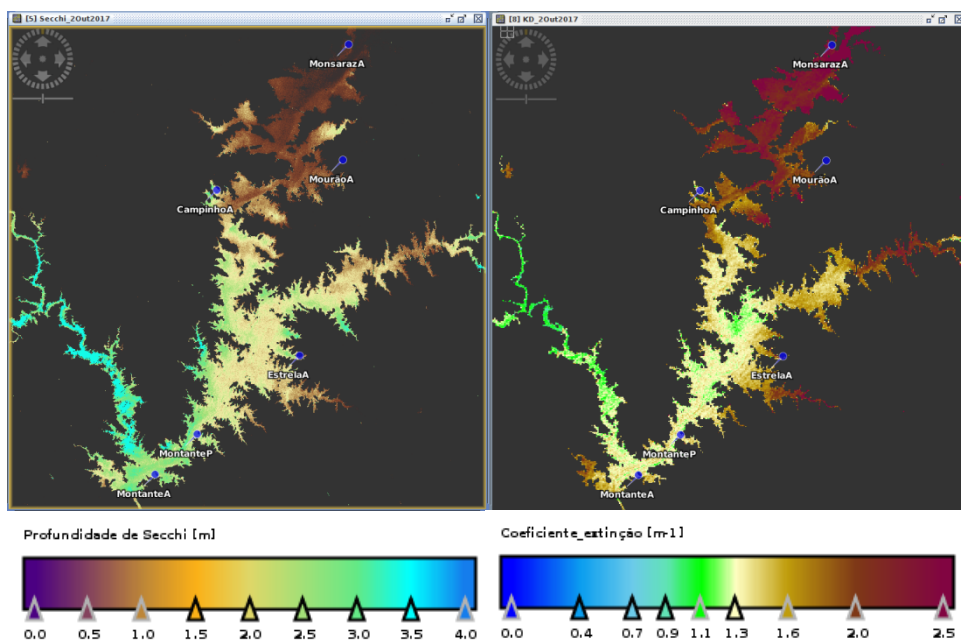 [5] Secchi_2Out2017
[8] KD_2Out2017
MonsarazA
MourãoA
CampinhoA
EstrelaA
MontanteP
MontanteA
MonsarazA
MourãoA
CampinhoA
EstrelaA
MontanteP
MontanteA
Profundidade de Secchi [m]
0.0 0.5 1.0 1.5 2.0 2.5 3.0 3.5 4.0
Coeficiente_extinção [m-1]
0.0 0.4 0.7 0.9 1.1 1.3 1.6 2.0 2.5